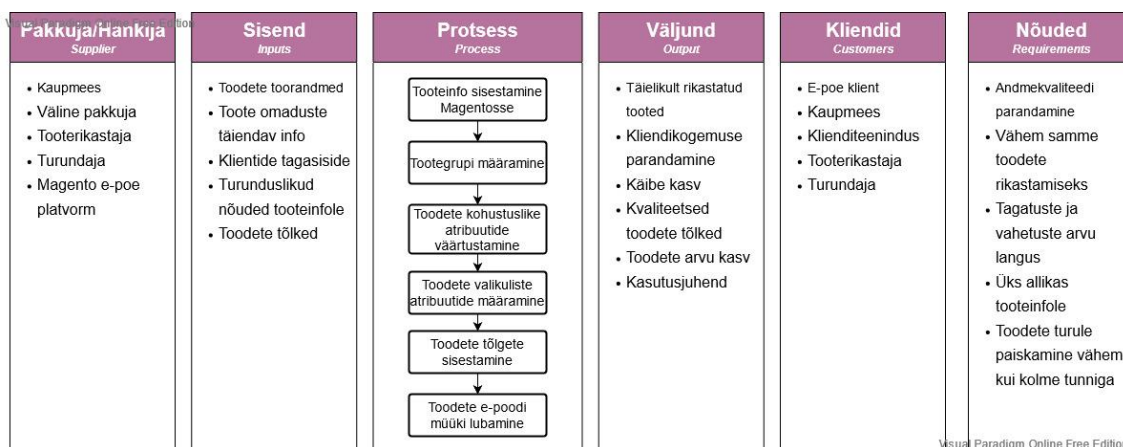 Visual Paradigm Online Free Edition
Pakkuja/Hankija
Supplier
• Kaupmees
• Väline pakkuja
• Tooterikastaja
• Turundaja
• Magento e-poe
platvorm
Sisend
Inputs
• Toodete toorandmed
• Toote omaduste
täiendav info
• Klientide tagasiside
• Turunduslikud
nõuded tooteinfole
• Toodete tõlked
Protsess
Process
Tooteinfo sisestamine
Magentosse
Tootegrupi määramine
Toodete kohustuslike
atribuutide
väärtustamine
Toodete valikuliste
atribuutide määramine
Toodete tõlgete
sisestamine
Toodete e-poodi
müüki lubamine
Väljund
Output
• Täielikult rikastatud
tooted
• Kliendikogemuse
parandamine
• Käibe kasv
• Kvaliteetsed
toodete tõlked
• Toodete arvu kasv
• Kasutusjuhend
Kliendid
Customers
• E-poe klient
• Kaupmees
• Klienditeenindus
• Tooterikastaja
• Turundaja
Nõuded
Requirements
• Andmekvaliteedi
parandamine
• Vähem samme
toodete
rikastamiseks
• Tagatuste ja
vahetuste arvu
langus
• Üks allikas
tooteinfole
• Toodete turule
paiskamine vähem
kui kolme tunniga
Visual Paradigm Online Free Edition